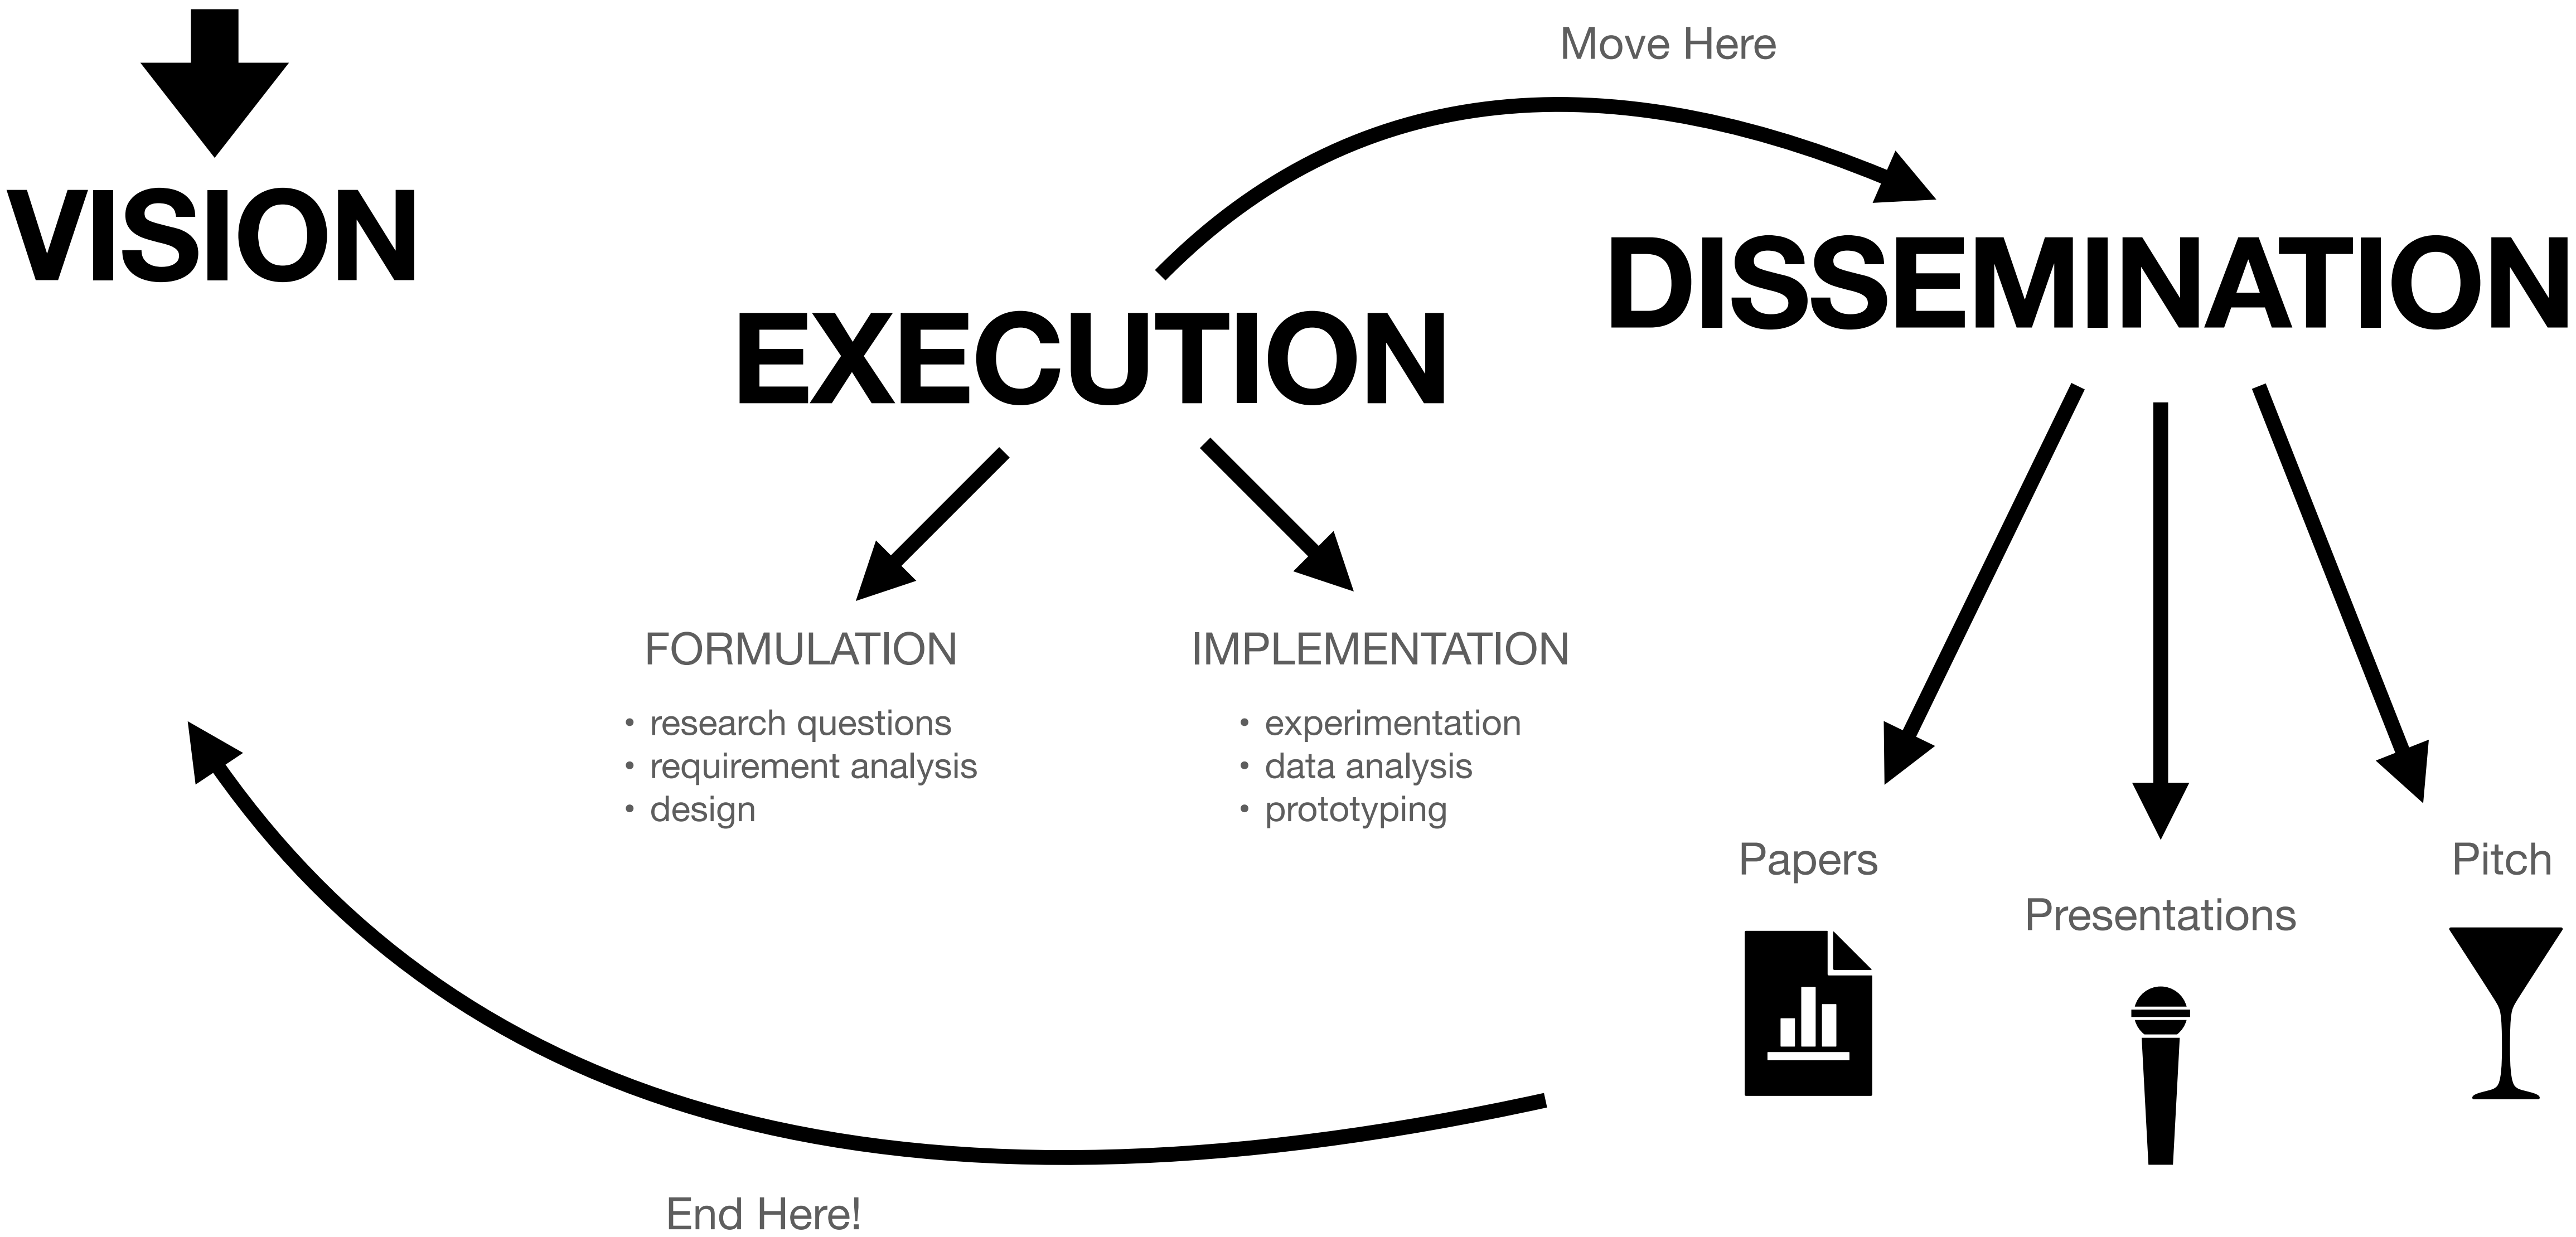 Move Here
VISION
DISSEMINATION
EXECUTION
FORMULATION
• research questions
• requirement analysis
• design
IMPLEMENTATION
• experimentation
• data analysis
• prototyping
Papers
Presentations
Pitch
End Here!